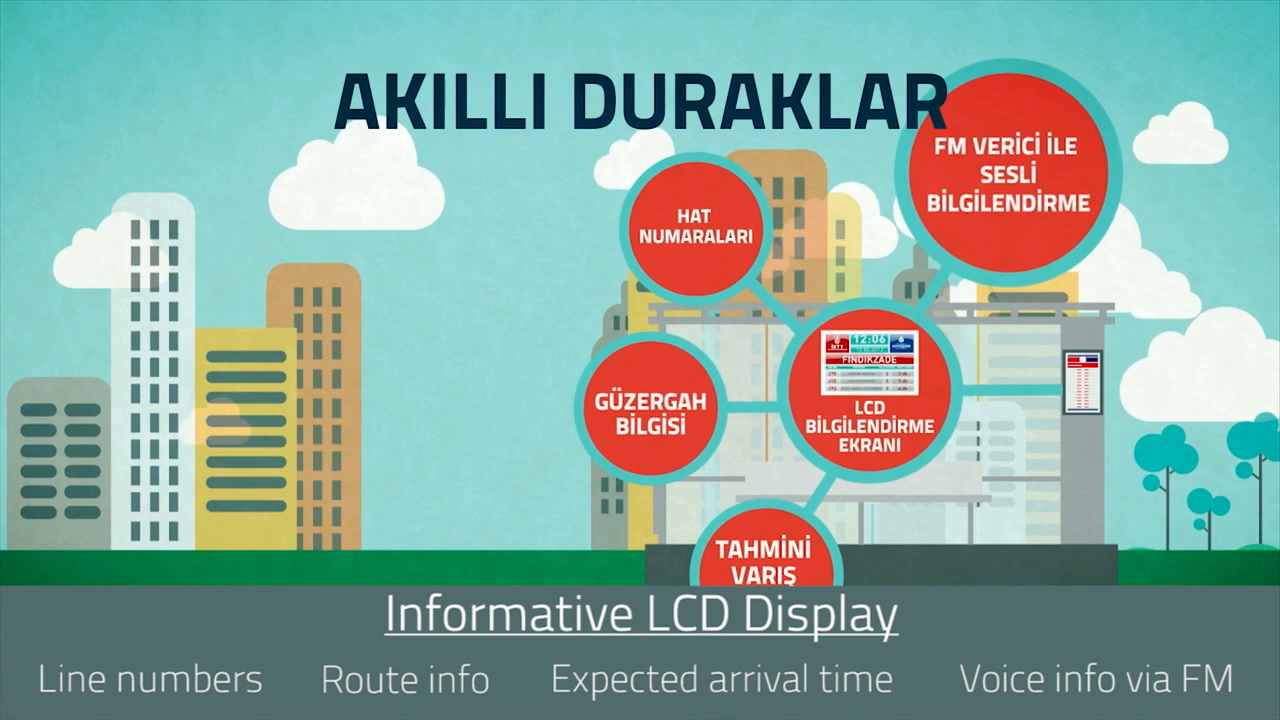 AKILLI DURAKLAR
FM VERİCİ İLE
SESLİ
BİLGİLENDİRME
HAT
NUMARALARI
12:06
FINDIKZADE
LCD
BİLGİLENDİRME
EKRANI
GÜZERGAH
BİLGİSİ
TAHMİNİ
VARIŞ
Informative LCD Display
Line numbers
Route info
Expected arrival time
Voice info via FM